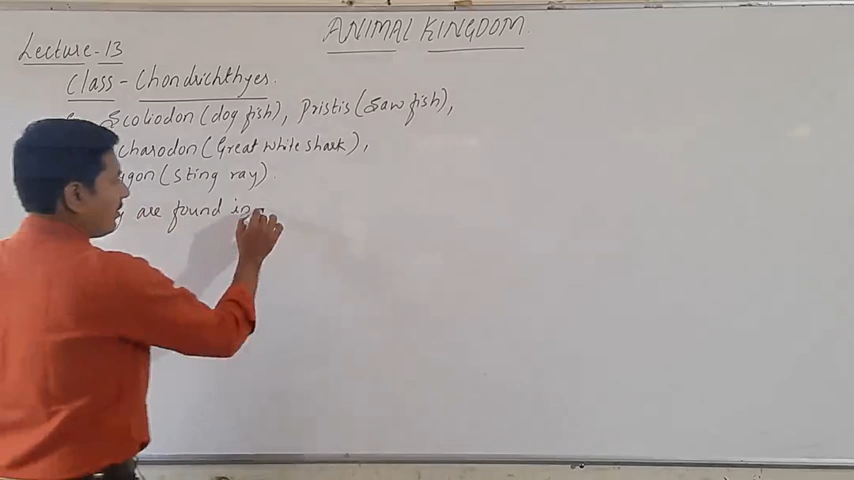 ANIMAL KINGDOM
Lecture-13
Class - Chondrichthyes.
Scoliodon (dog fish), Pristis (Saw fish),
charodon (Great white shark),
ygon (Sting ray).
y are found in